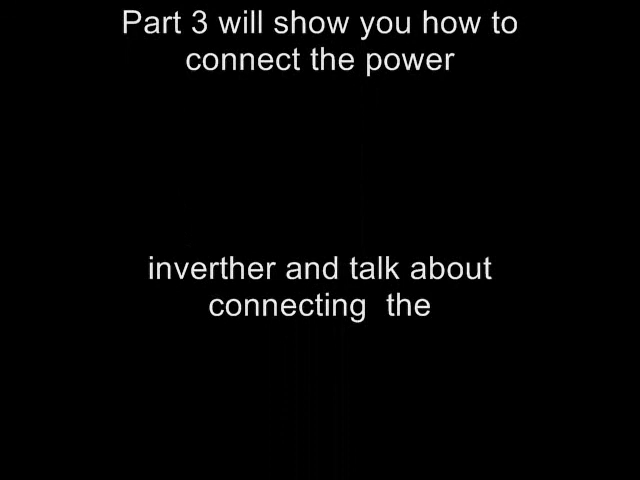 Part 3 will show you how to
connect the power
inverther and talk about
connecting  the